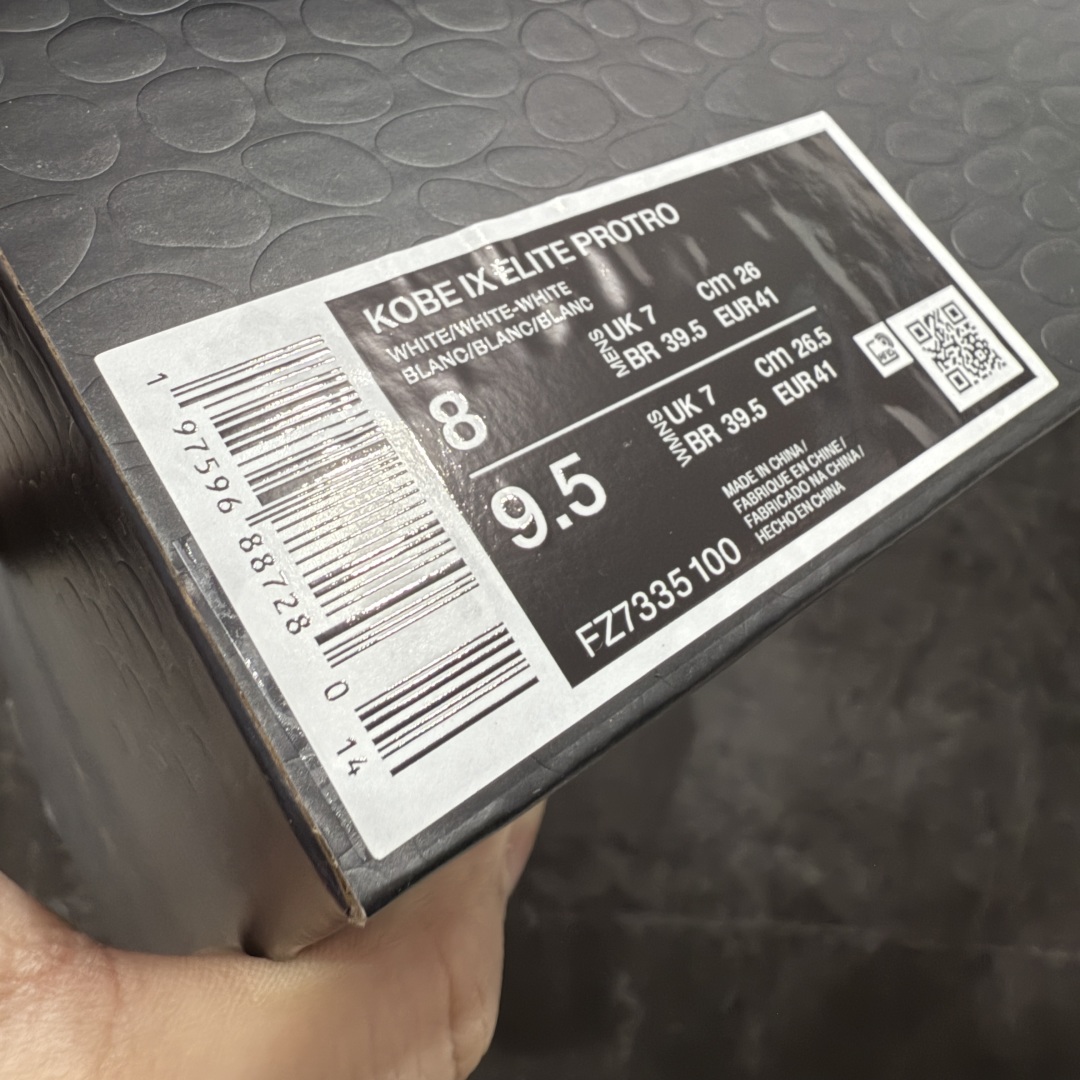 KOBE IX ELITE PROTRO
WHITE/WHITE-WHITE
BLANC/BLANC/BLANC
8
MENS
UK 7 cm 26
BR 39.5 EUR 41
9.5
WMNS
UK 7 cm 26.5
BR 39.5 EUR 41
MADE IN CHINA/
FABRIQUE EN CHINE/
FABRICADO NA CHINA/
HECHO EN CHINA
FZ7335 100
1 97596 88728 0 14